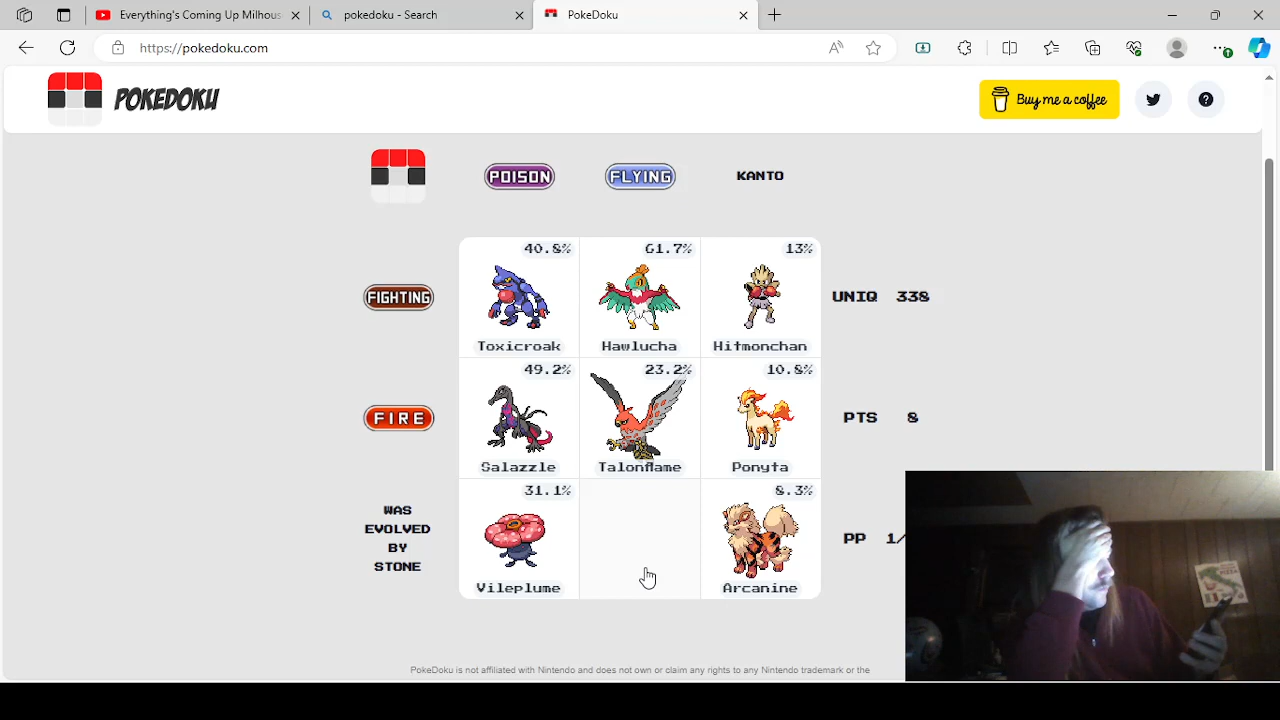 Everything's Coming Up Milhous
pokedoku - Search
PokeDoku
https://pokedoku.com
POKEDOKU
Buy me a coffee
POISON
FLYING
KANTO
40.8%
61.7%
13%
FIGHTING
UNIQ 338
Toxicroak
Hawlucha
Hitmonchan
49.2%
23.2%
10.8%
FIRE
PTS 8
Salazzle
Talonflame
Ponyta
31.1%
8.3%
WAS
EVOLVED
BY
STONE
PP 1/
Vileplume
Arcanine
PokeDoku is not affiliated with Nintendo and does not own or claim any rights to any Nintendo trademark or the